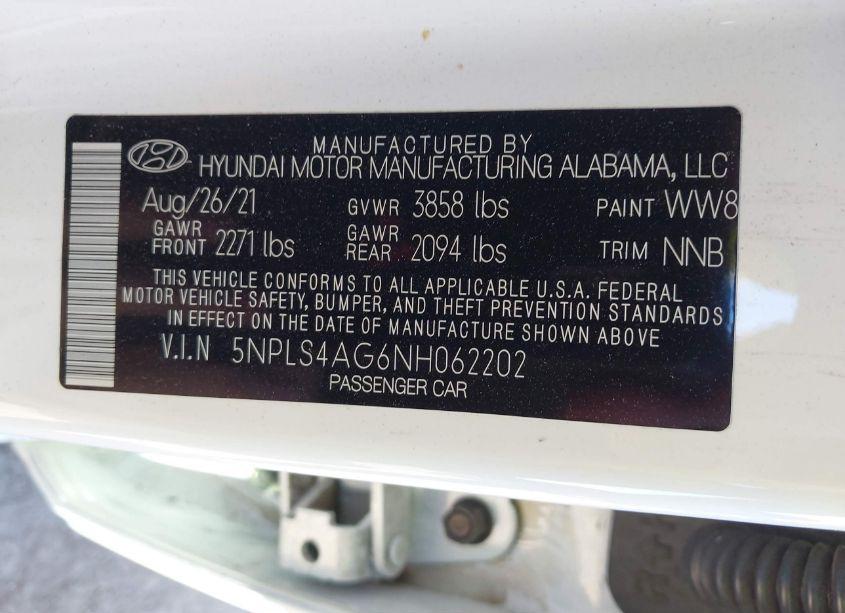 MANUFACTURED BY
HYUNDAI MOTOR MANUFACTURING ALABAMA, LLC
Aug/26/21 GVWR 3858 lbs PAINT WW8
GAWR FRONT 2271 lbs GAWR REAR 2094 lbs TRIM NNB
THIS VEHICLE CONFORMS TO ALL APPLICABLE U.S.A. FEDERAL
MOTOR VEHICLE SAFETY, BUMPER, AND THEFT PREVENTION STANDARDS
IN EFFECT ON THE DATE OF MANUFACTURE SHOWN ABOVE
V.I.N 5NPLS4AG6NH062202
PASSENGER CAR